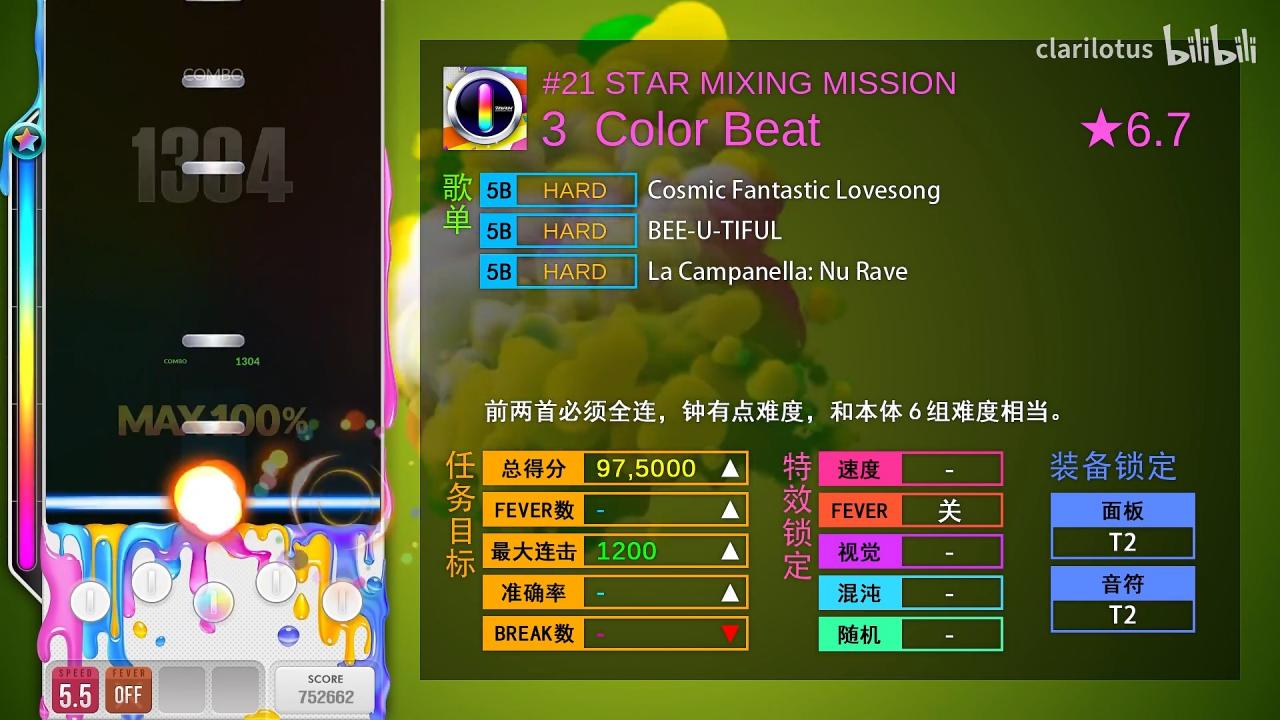 COMBO
1304
COMBO 1304
MAX 100%
SPEED
5.5
FEVER
OFF
SCORE
752662
clarilotus bilibili
#21 STAR MIXING MISSION
3 Color Beat
★6.7
歌单
5B HARD Cosmic Fantastic Lovesong
5B HARD BEE-U-TIFUL
5B HARD La Campanella: Nu Rave
前两首必须全连，钟有点难度，和本体６组难度相当。
任务目标
总得分 97,5000 ▲
FEVER数 - ▲
最大连击 1200 ▲
准确率 - ▲
BREAK数 - ▼
特效锁定
速度 -
FEVER 关
视觉 -
混沌 -
随机 -
装备锁定
面板
T2
音符
T2